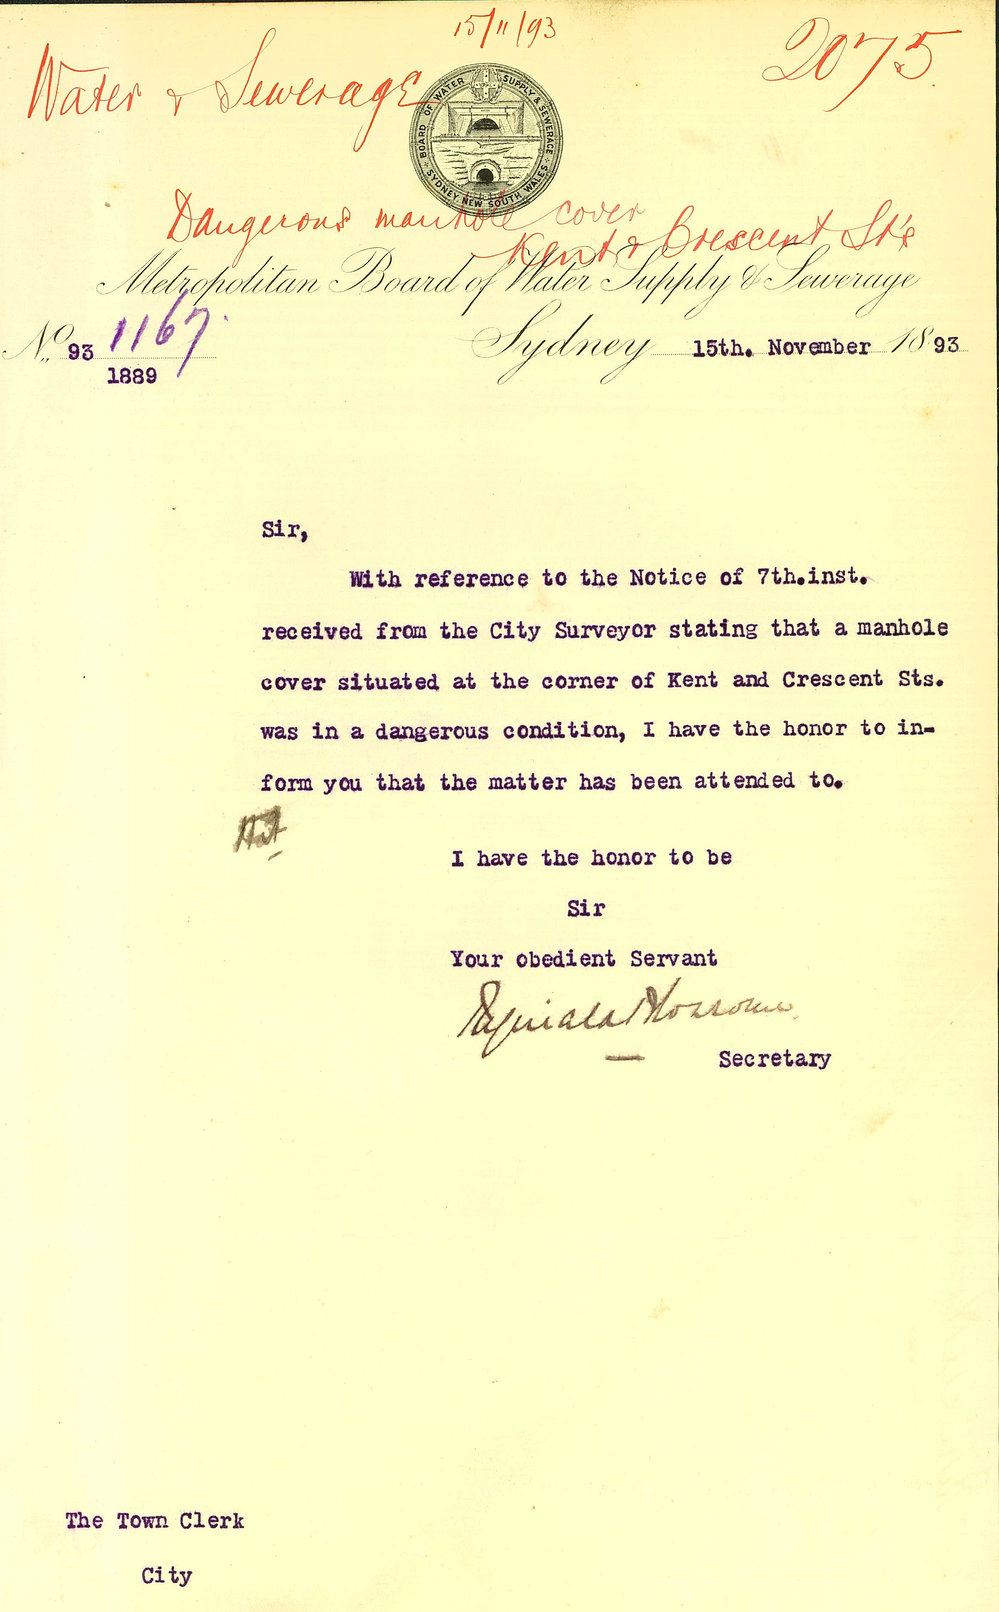 15/11/93
2075
Water & Sewerage
BOARD OF WATER SUPPLY & SEWERAGE
SYDNEY, NEW SOUTH WALES
Dangerous manhole cover
Kent & Crescent St's
Metropolitan Board of Water Supply & Sewerage
No. 93 1167
1889
Sydney 15th. November 1893
Sir,
With reference to the Notice of 7th.inst.
received from the City Surveyor stating that a manhole
cover situated at the corner of Kent and Crescent Sts.
was in a dangerous condition, I have the honor to in-
form you that the matter has been attended to.
I have the honor to be
Sir
Your obedient Servant
Secretary
The Town Clerk
City